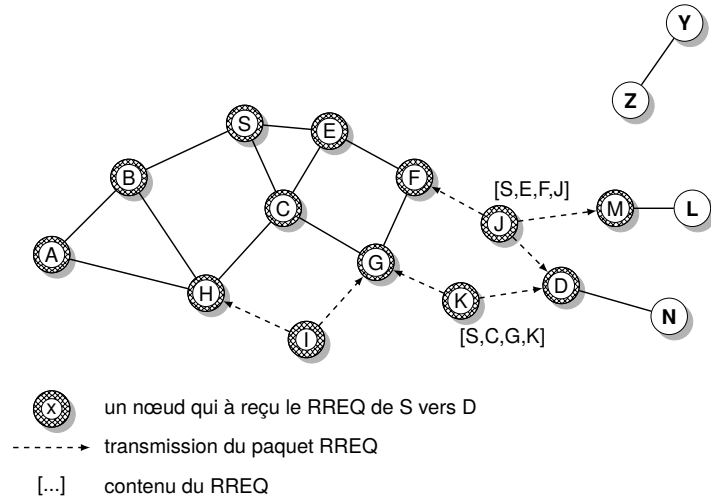 Y
Z
S
E
B
F
[S,E,F,J]
C
J
M
L
A
G
H
K
D
N
I
[S,C,G,K]
x un nœud qui à reçu le RREQ de S vers D
transmission du paquet RREQ
[...] contenu du RREQ